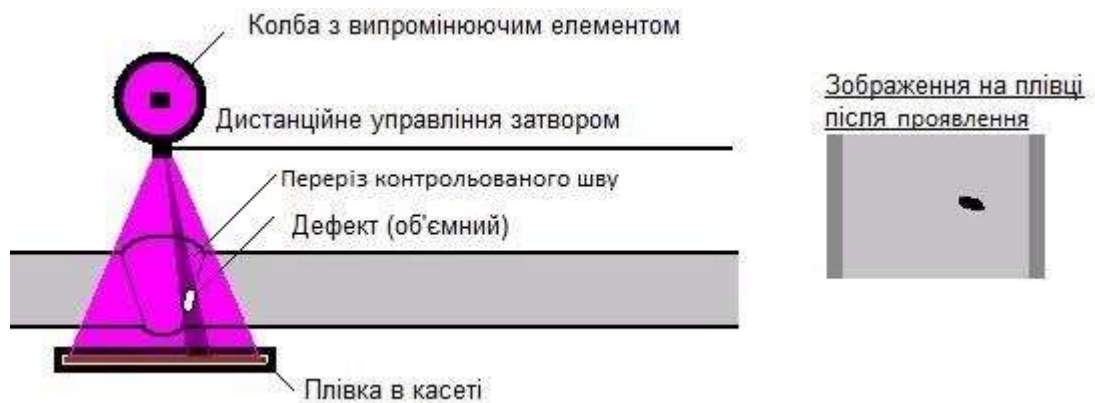 Колба з випромінюючим елементом
Дистанційне управління затвором
Переріз контрольованого шву
Дефект (об'ємний)
Плівка в касеті
Зображення на плівці
після проявлення